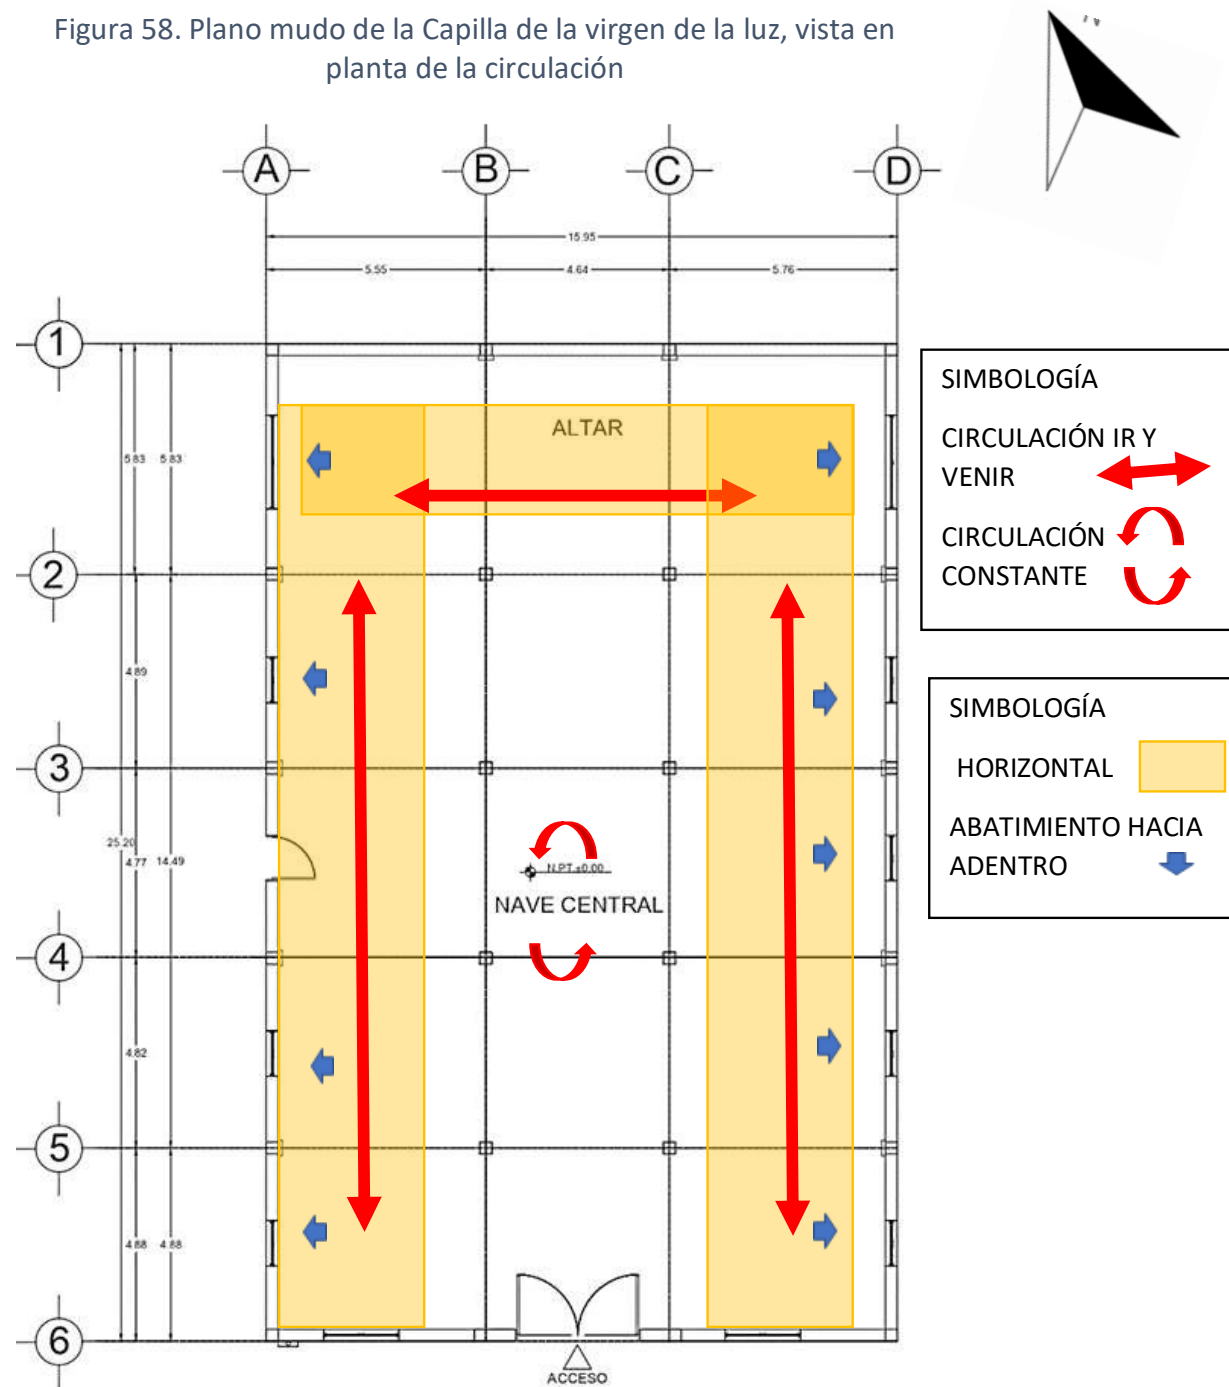 Figura 58. Plano mudo de la Capilla de la virgen de la luz, vista en
planta de la circulación
A B C D
15.95
5.55 4.64 5.76
1
ALTAR
5.83 5.83
2
4.89
3
25.20
4.77 14.49
N.PT.±0.00
NAVE CENTRAL
4
4.82
5
4.88 4.88
6
ACCESO
SIMBOLOGÍA
CIRCULACIÓN IR Y
VENIR
CIRCULACIÓN
CONSTANTE
SIMBOLOGÍA
HORIZONTAL
ABATIMIENTO HACIA
ADENTRO